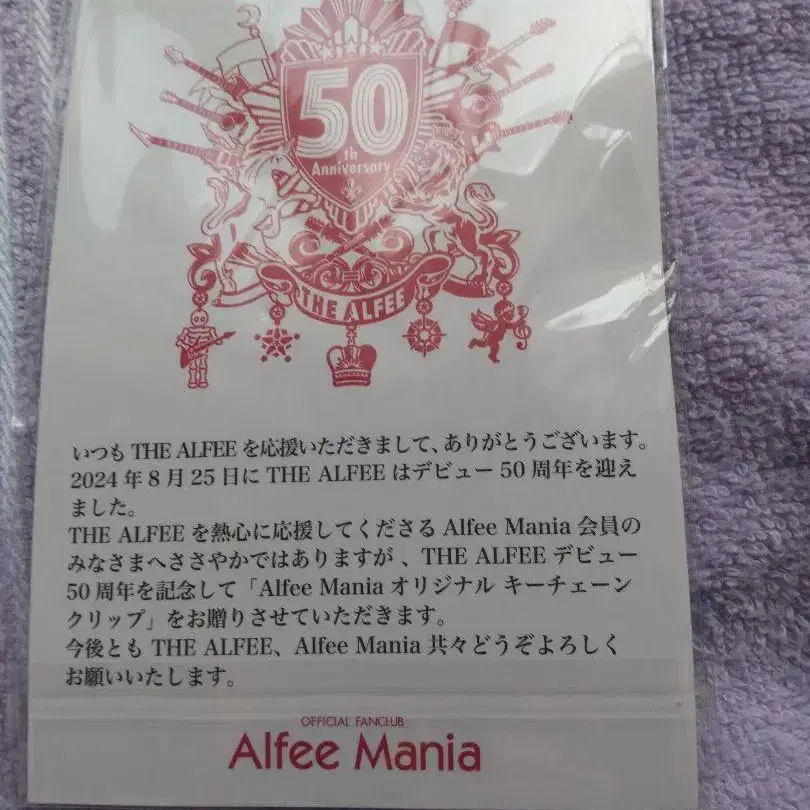 50
th
Anniversary
THE ALFEE
いつも THE ALFEE を応援いただきまして、ありがとうございます。
2024 年 8 月 25 日に THE ALFEE はデビュー 50 周年を迎え
ました。
THE ALFEE を熱心に応援してくださる Alfee Mania 会員の
みなさまへささやかではありますが 、THE ALFEE デビュー
50 周年を記念して「Alfee Mania オリジナル キーチェーン
クリップ」をお贈りさせていただきます。
今後とも THE ALFEE、Alfee Mania 共々どうぞよろしく
お願いいたします。
OFFICIAL FANCLUB
Alfee Mania